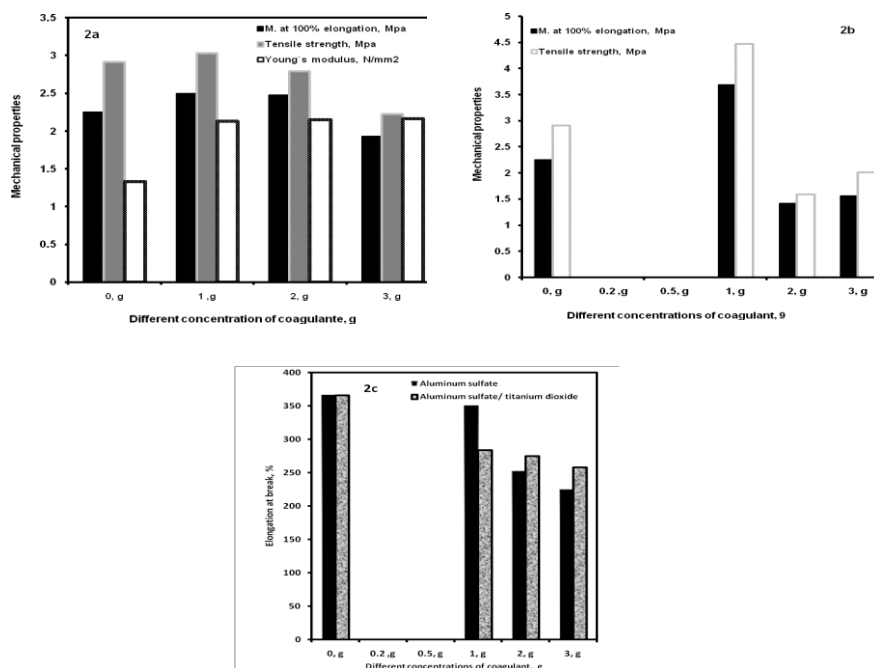 2a
M. at 100% elongation, Mpa
Tensile strength, Mpa
Young's modulus, N/mm2
Mechanical properties
3.5
3
2.5
2
1.5
1
0.5
0
0, g
1 ,g
2, g
3, g
Different concentration of coagulante, g
2b
M. at 100% elongation, Mpa
Tensile strength, Mpa
Mechanical properties
5
4.5
4
3.5
3
2.5
2
1.5
1
0.5
0
0, g
0.2 ,g
0.5, g
1, g
2, g
3, g
Different concentrations of coagulant, 9
2c
Aluminum sulfate
Aluminum sulfate/ titanium dioxide
Elongation at break, %
400
350
300
250
200
150
100
50
0
0, g
0.2 ,g
0.5, g
1, g
2, g
3, g
Different concentrations of coagulant, g